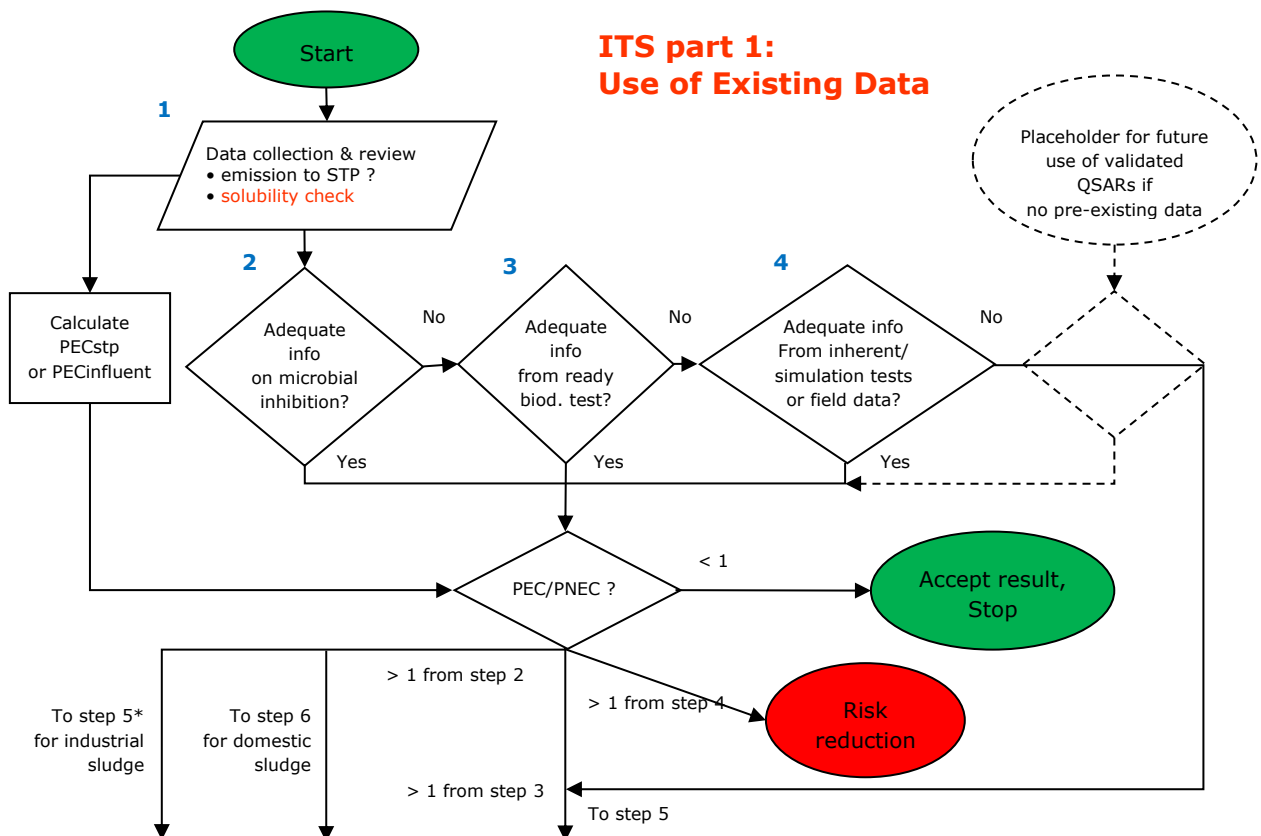 Start
ITS part 1:
Use of Existing Data
1
Data collection & review
• emission to STP ?
• solubility check
Placeholder for future
use of validated
QSARs if
no pre-existing data
2
3
4
Calculate
PECstp
or PECinfluent
Adequate
info
on microbial
inhibition?
No
Adequate
info
from ready
biod. test?
No
Adequate info
From inherent/
simulation tests
or field data?
No
Yes
Yes
Yes
PEC/PNEC ?
< 1
Accept result,
Stop
> 1 from step 2
> 1 from step 4
Risk
reduction
To step 5*
for industrial
sludge
To step 6
for domestic
sludge
> 1 from step 3
To step 5